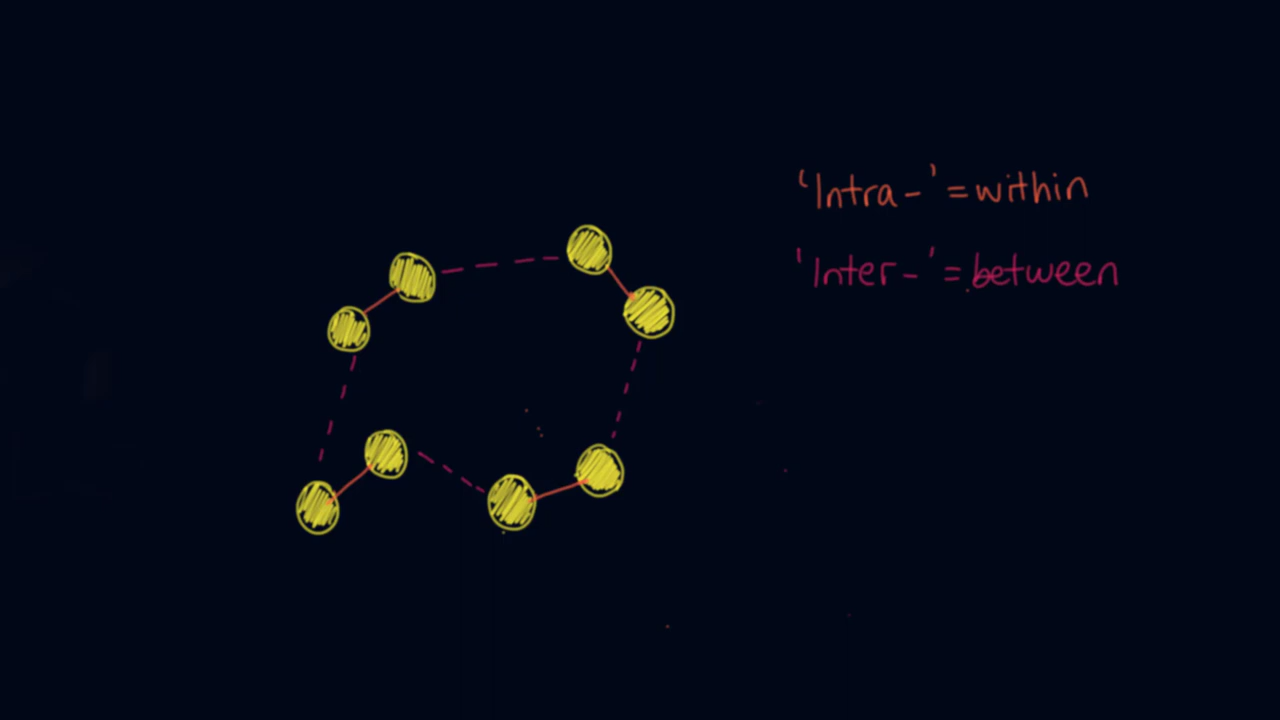 'Intra-' = within
'Inter-' = between